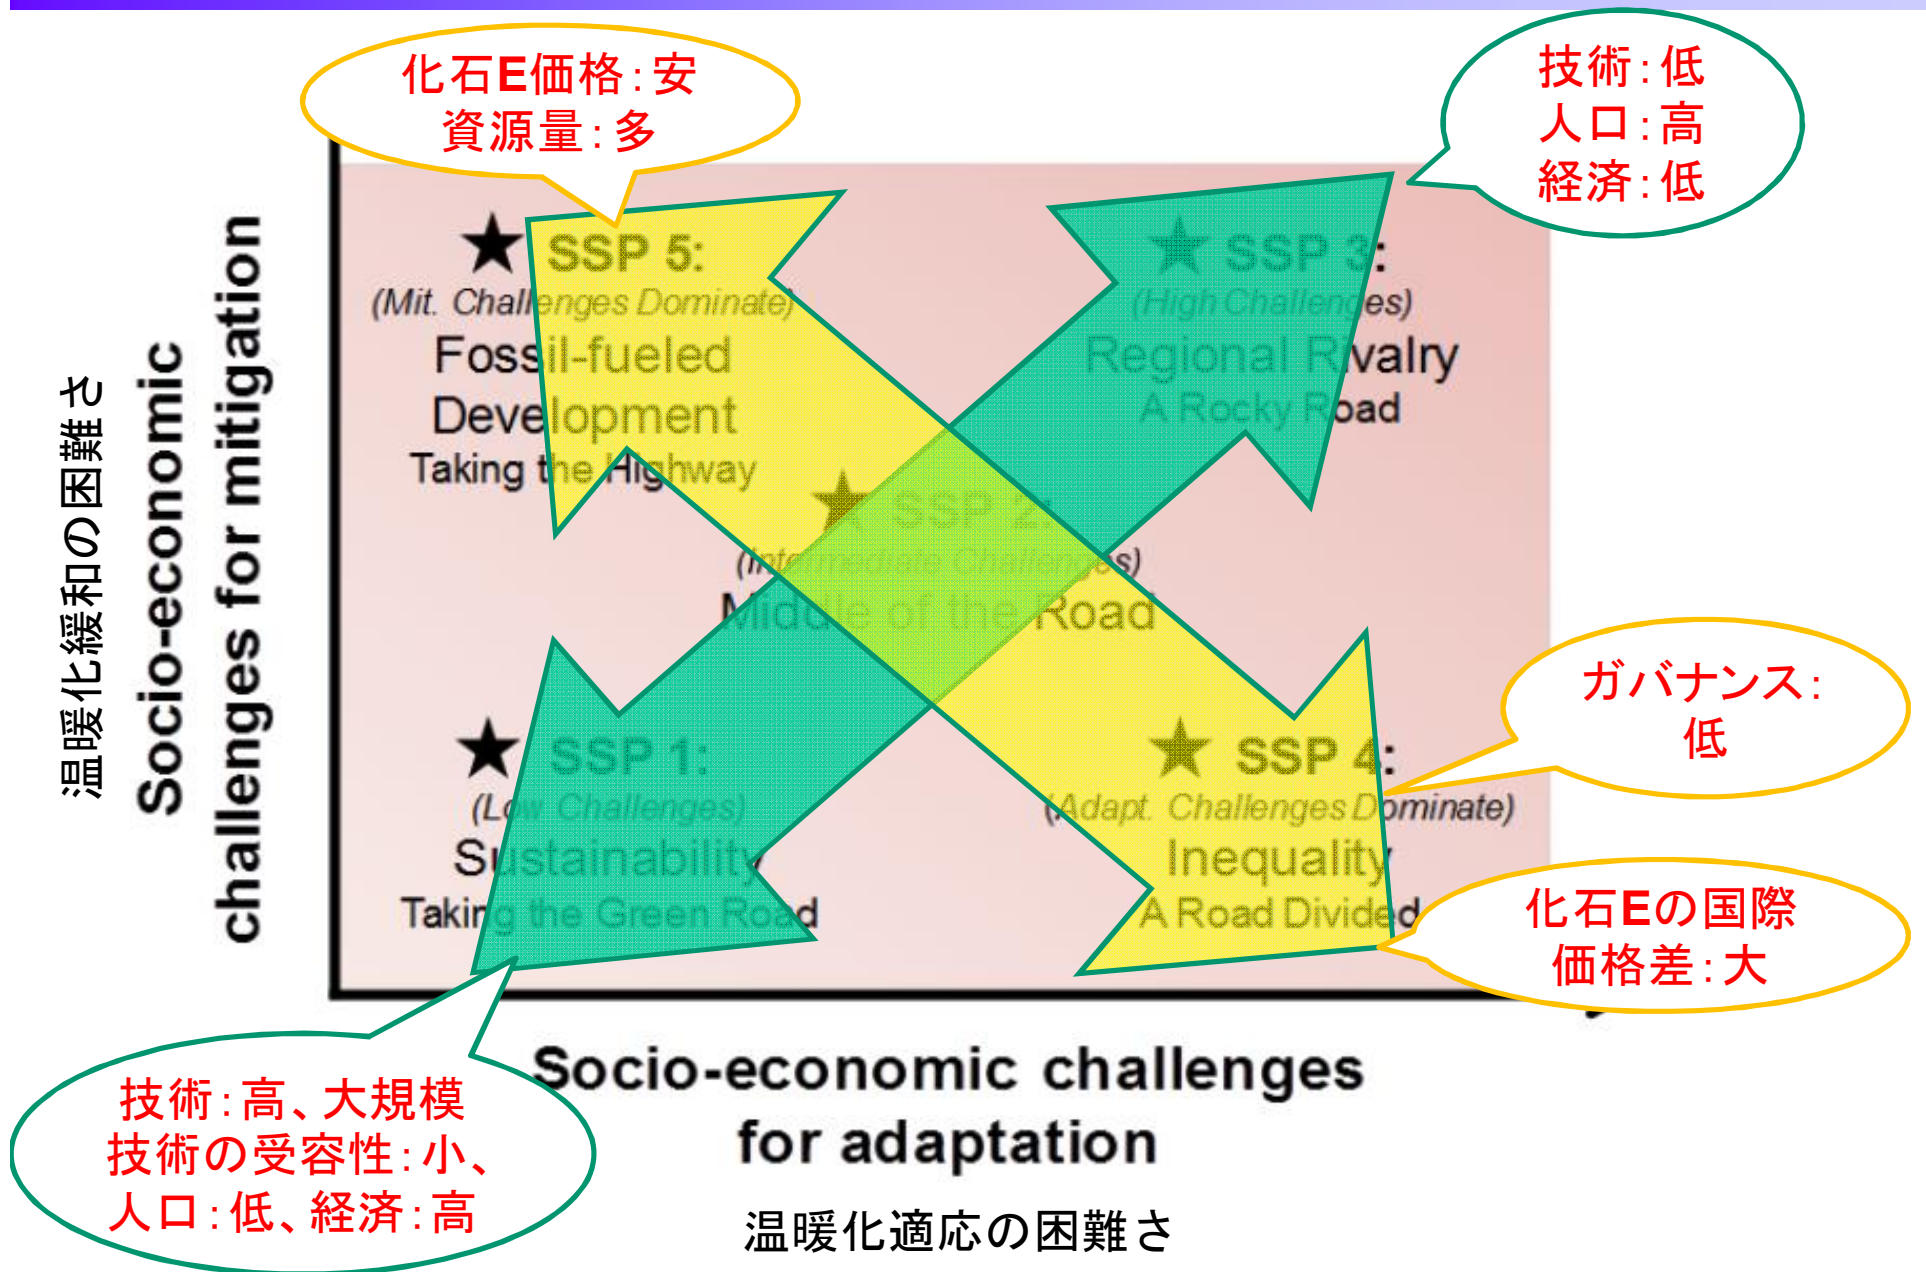 化石E価格：安
資源量：多
技術：低
人口：高
経済：低
温暖化緩和の困難さ
Socio-economic
challenges for mitigation
★ SSP 5:
(Mit. Challenges Dominate)
Fossil-fueled
Development
Taking the Highway
★ SSP 3:
(High Challenges)
Regional Rivalry
A Rocky Road
★ SSP 2:
(Intermediate Challenges)
Middle of the Road
★ SSP 1:
(Low Challenges)
Sustainability
Taking the Green Road
★ SSP 4:
(Adapt. Challenges Dominate)
Inequality
A Road Divided
ガバナンス：
低
化石Eの国際
価格差：大
技術：高、大規模
技術の受容性：小、
人口：低、経済：高
Socio-economic challenges
for adaptation
温暖化適応の困難さ